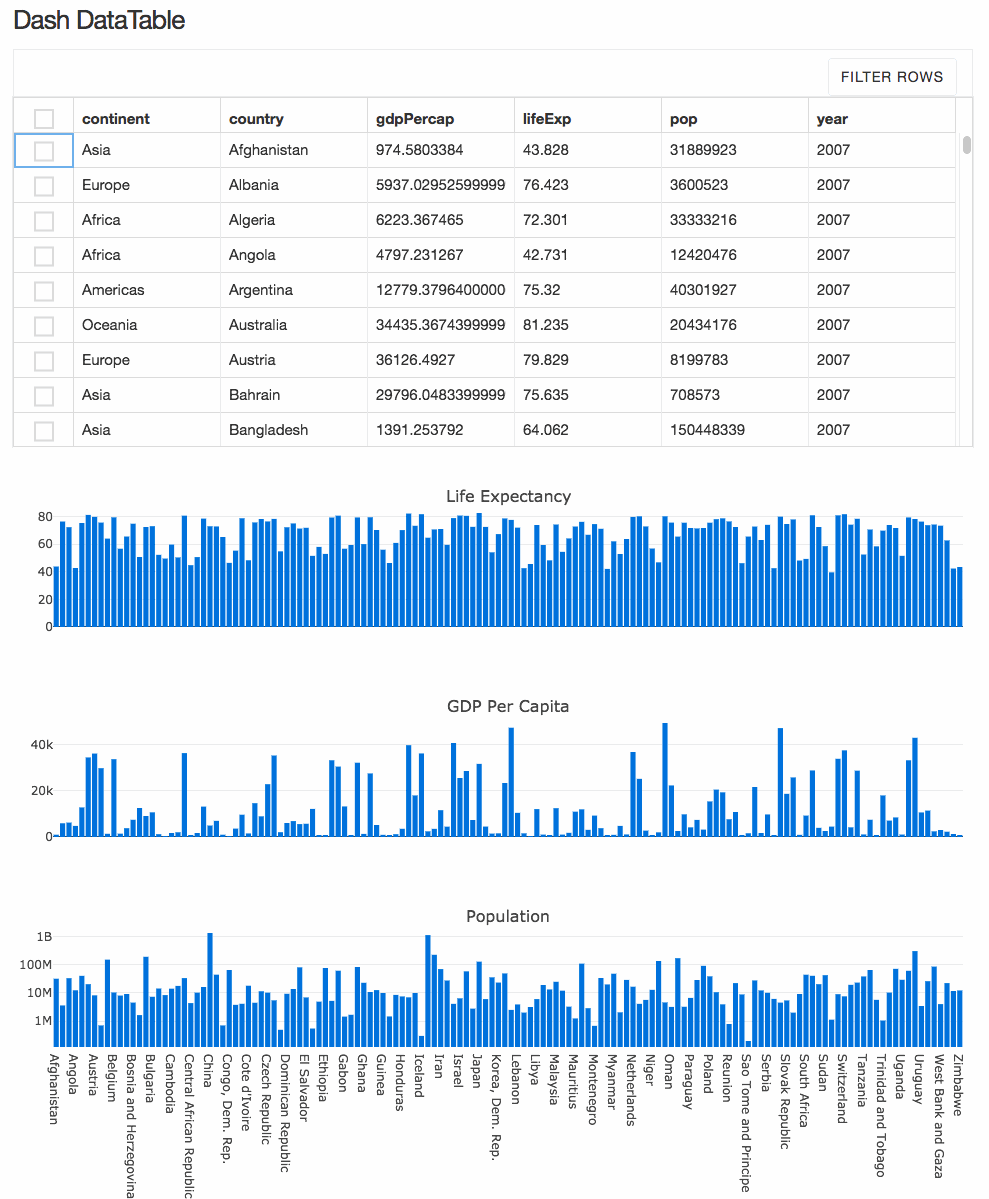 Dash DataTable
FILTER ROWS
continent country gdpPercap lifeExp pop year
Asia Afghanistan 974.5803384 43.828 31889923 2007
Europe Albania 5937.02952599999 76.423 3600523 2007
Africa Algeria 6223.367465 72.301 33333216 2007
Africa Angola 4797.231267 42.731 12420476 2007
Americas Argentina 12779.3796400000 75.32 40301927 2007
Oceania Australia 34435.3674399999 81.235 20434176 2007
Europe Austria 36126.4927 79.829 8199783 2007
Asia Bahrain 29796.0483399999 75.635 708573 2007
Asia Bangladesh 1391.253792 64.062 150448339 2007
Life Expectancy
80
60
40
20
0
GDP Per Capita
40k
20k
0
Population
1B
100M
10M
1M
Afghanistan
Angola
Austria
Belgium
Bosnia and Herzegovina
Bulgaria
Cambodia
Central African Republic
China
Congo, Dem. Rep.
Cote d'Ivoire
Czech Republic
Dominican Republic
El Salvador
Ethiopia
Gabon
Ghana
Guinea
Honduras
Iceland
Iran
Israel
Japan
Korea, Dem. Rep.
Lebanon
Libya
Malaysia
Mauritius
Montenegro
Myanmar
Netherlands
Niger
Oman
Paraguay
Poland
Reunion
Sao Tome and Principe
Serbia
Slovak Republic
South Africa
Sudan
Switzerland
Tanzania
Trinidad and Tobago
Uganda
Uruguay
West Bank and Gaza
Zimbabwe